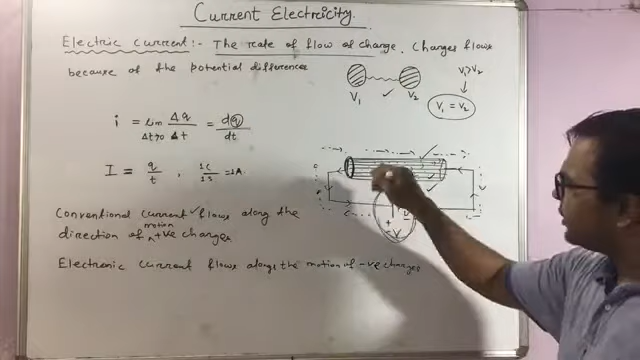 Current Electricity.
Electric current :- The rate of flow of charge. Charges flows
because of the potential differences
V₁ V₂
V₁>V₂
↓
V₁ = V₂
i = lim Δt→0 Δq/Δt = dq/dt
I = q/t , 1C/1S = 1A
+ -
V
Conventional current flows along the
direction of motion +ve charges
Electronic current flows along the motion of -ve charges